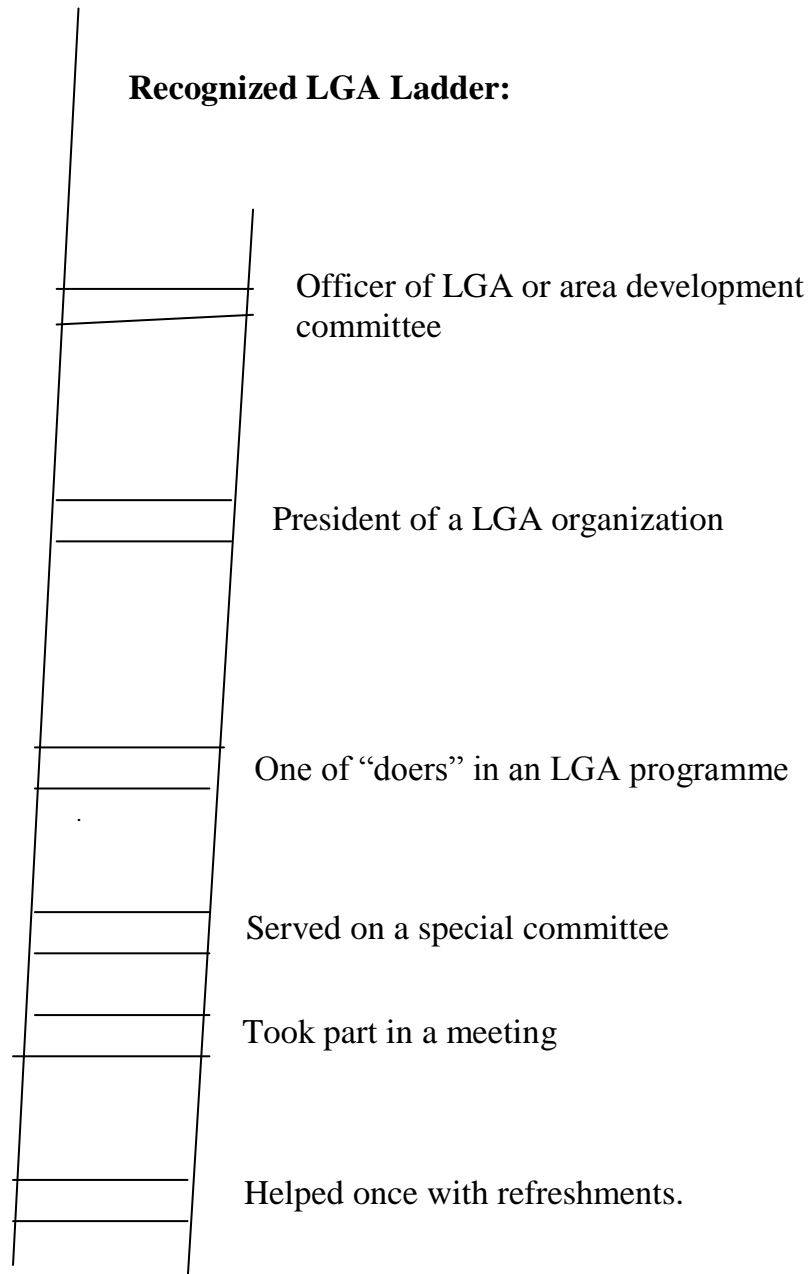 Recognized LGA Ladder:
Officer of LGA or area development
committee
President of a LGA organization
One of “doers” in an LGA programme
Served on a special committee
Took part in a meeting
Helped once with refreshments.